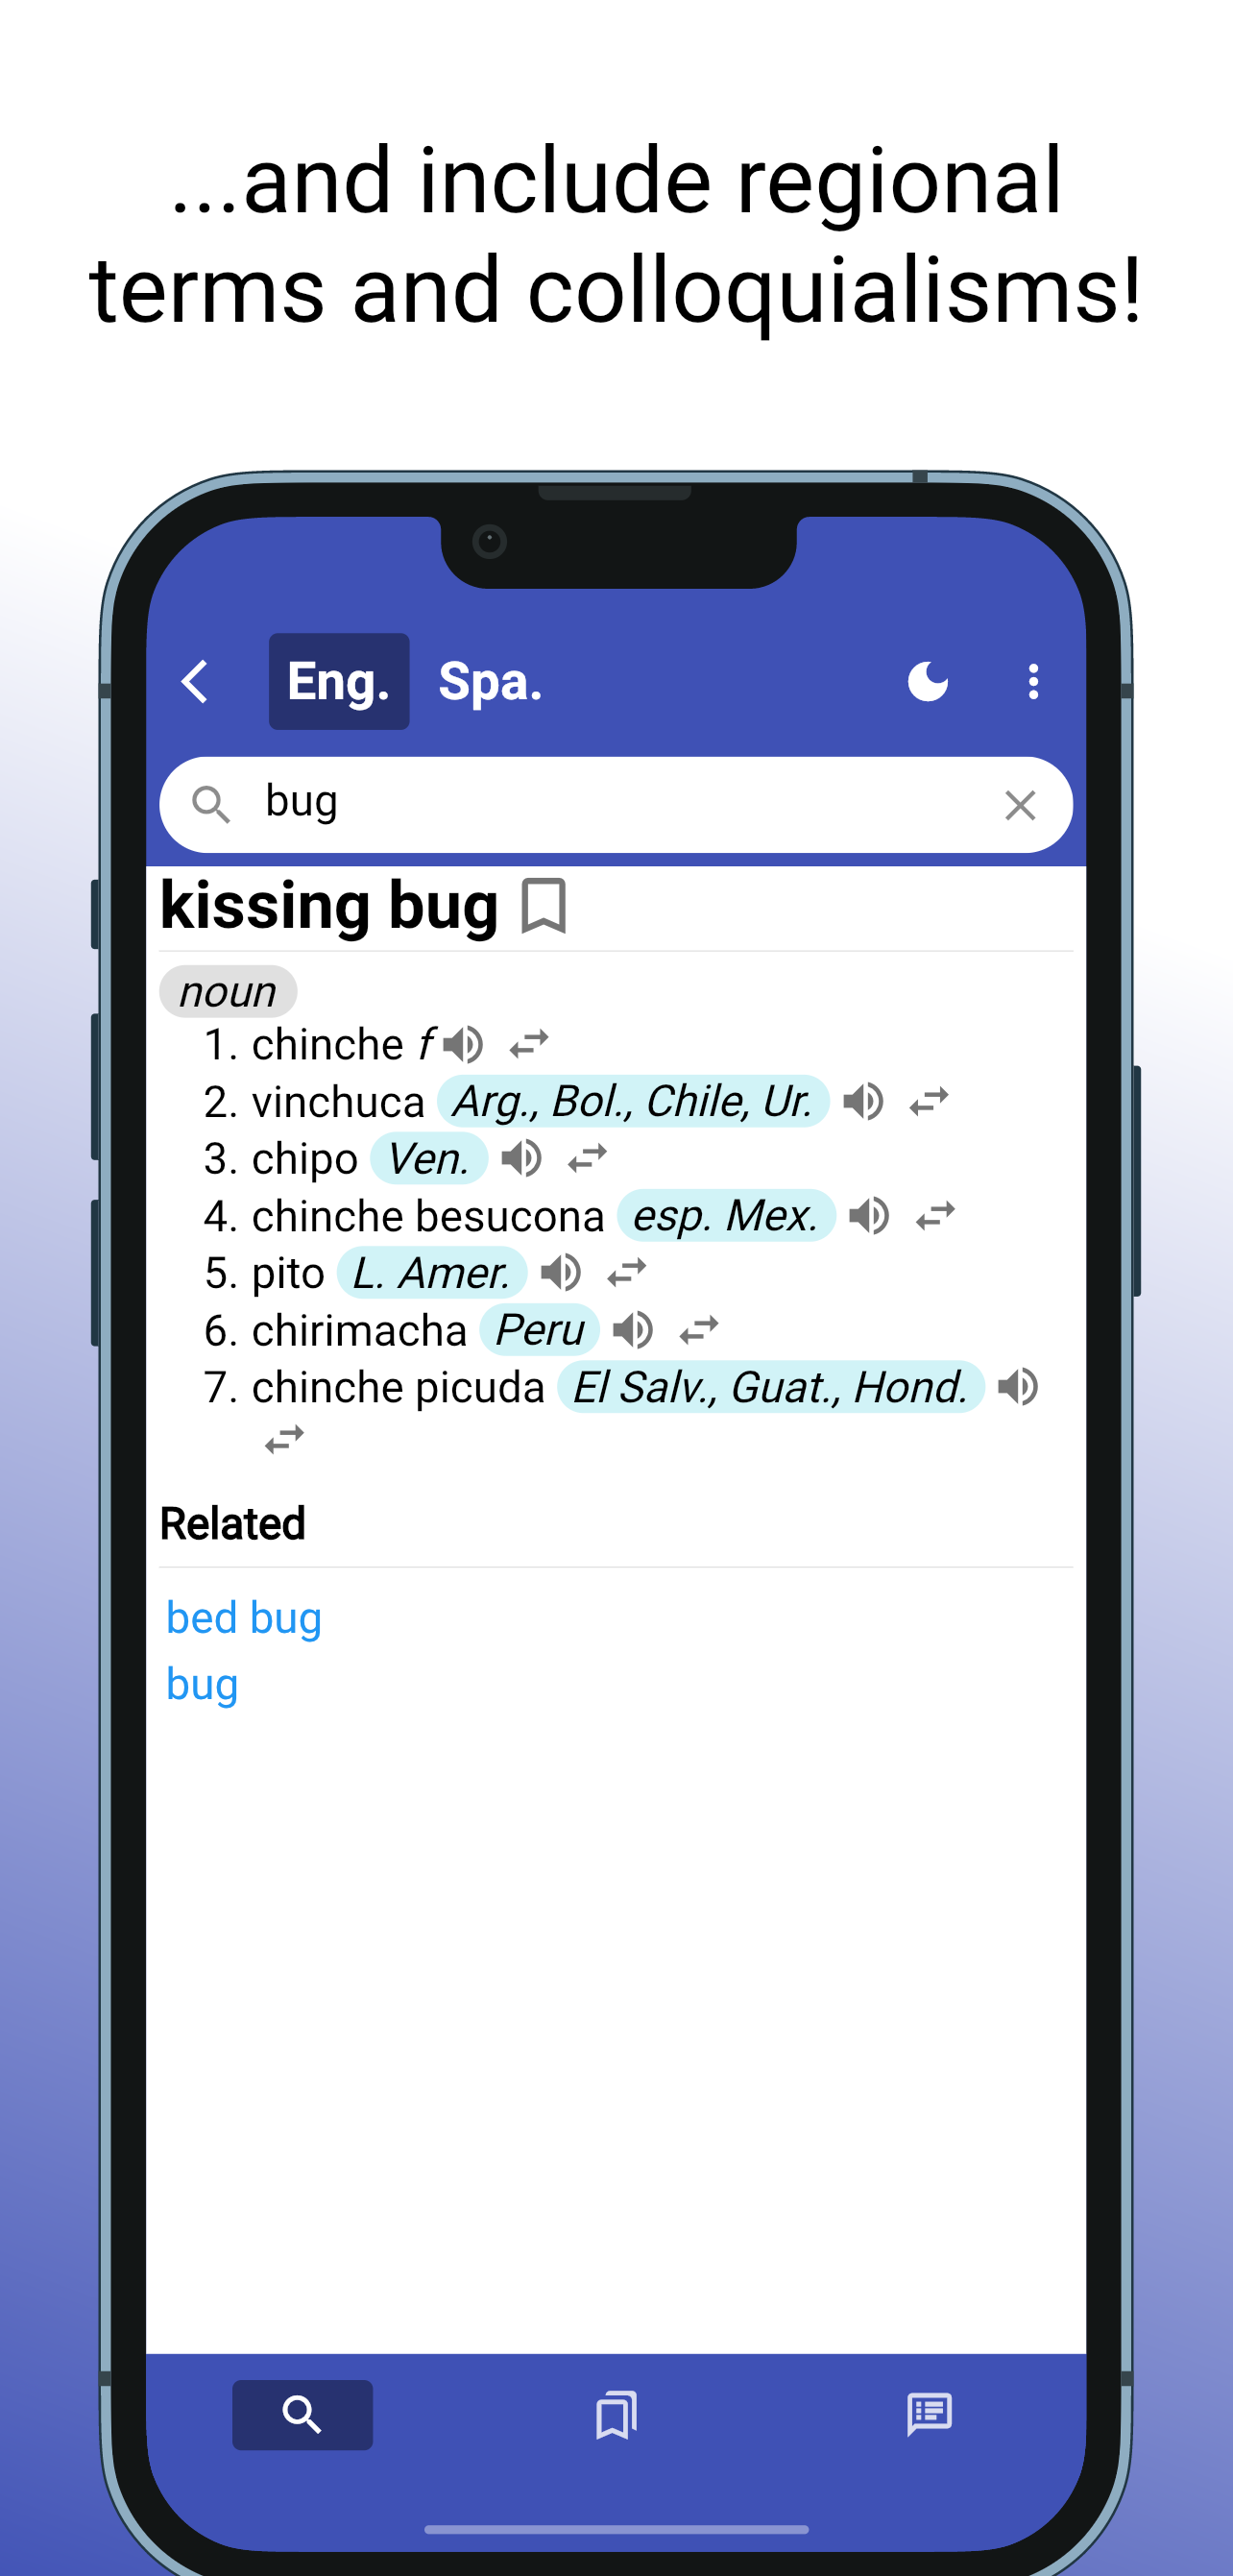 ...and include regional
terms and colloquialisms!
Eng. Spa.
bug
kissing bug
noun
1. chinche f
2. vinchuca Arg., Bol., Chile, Ur.
3. chipo Ven.
4. chinche besucona esp. Mex.
5. pito L. Amer.
6. chirimacha Peru
7. chinche picuda El Salv., Guat., Hond.
Related
bed bug
bug